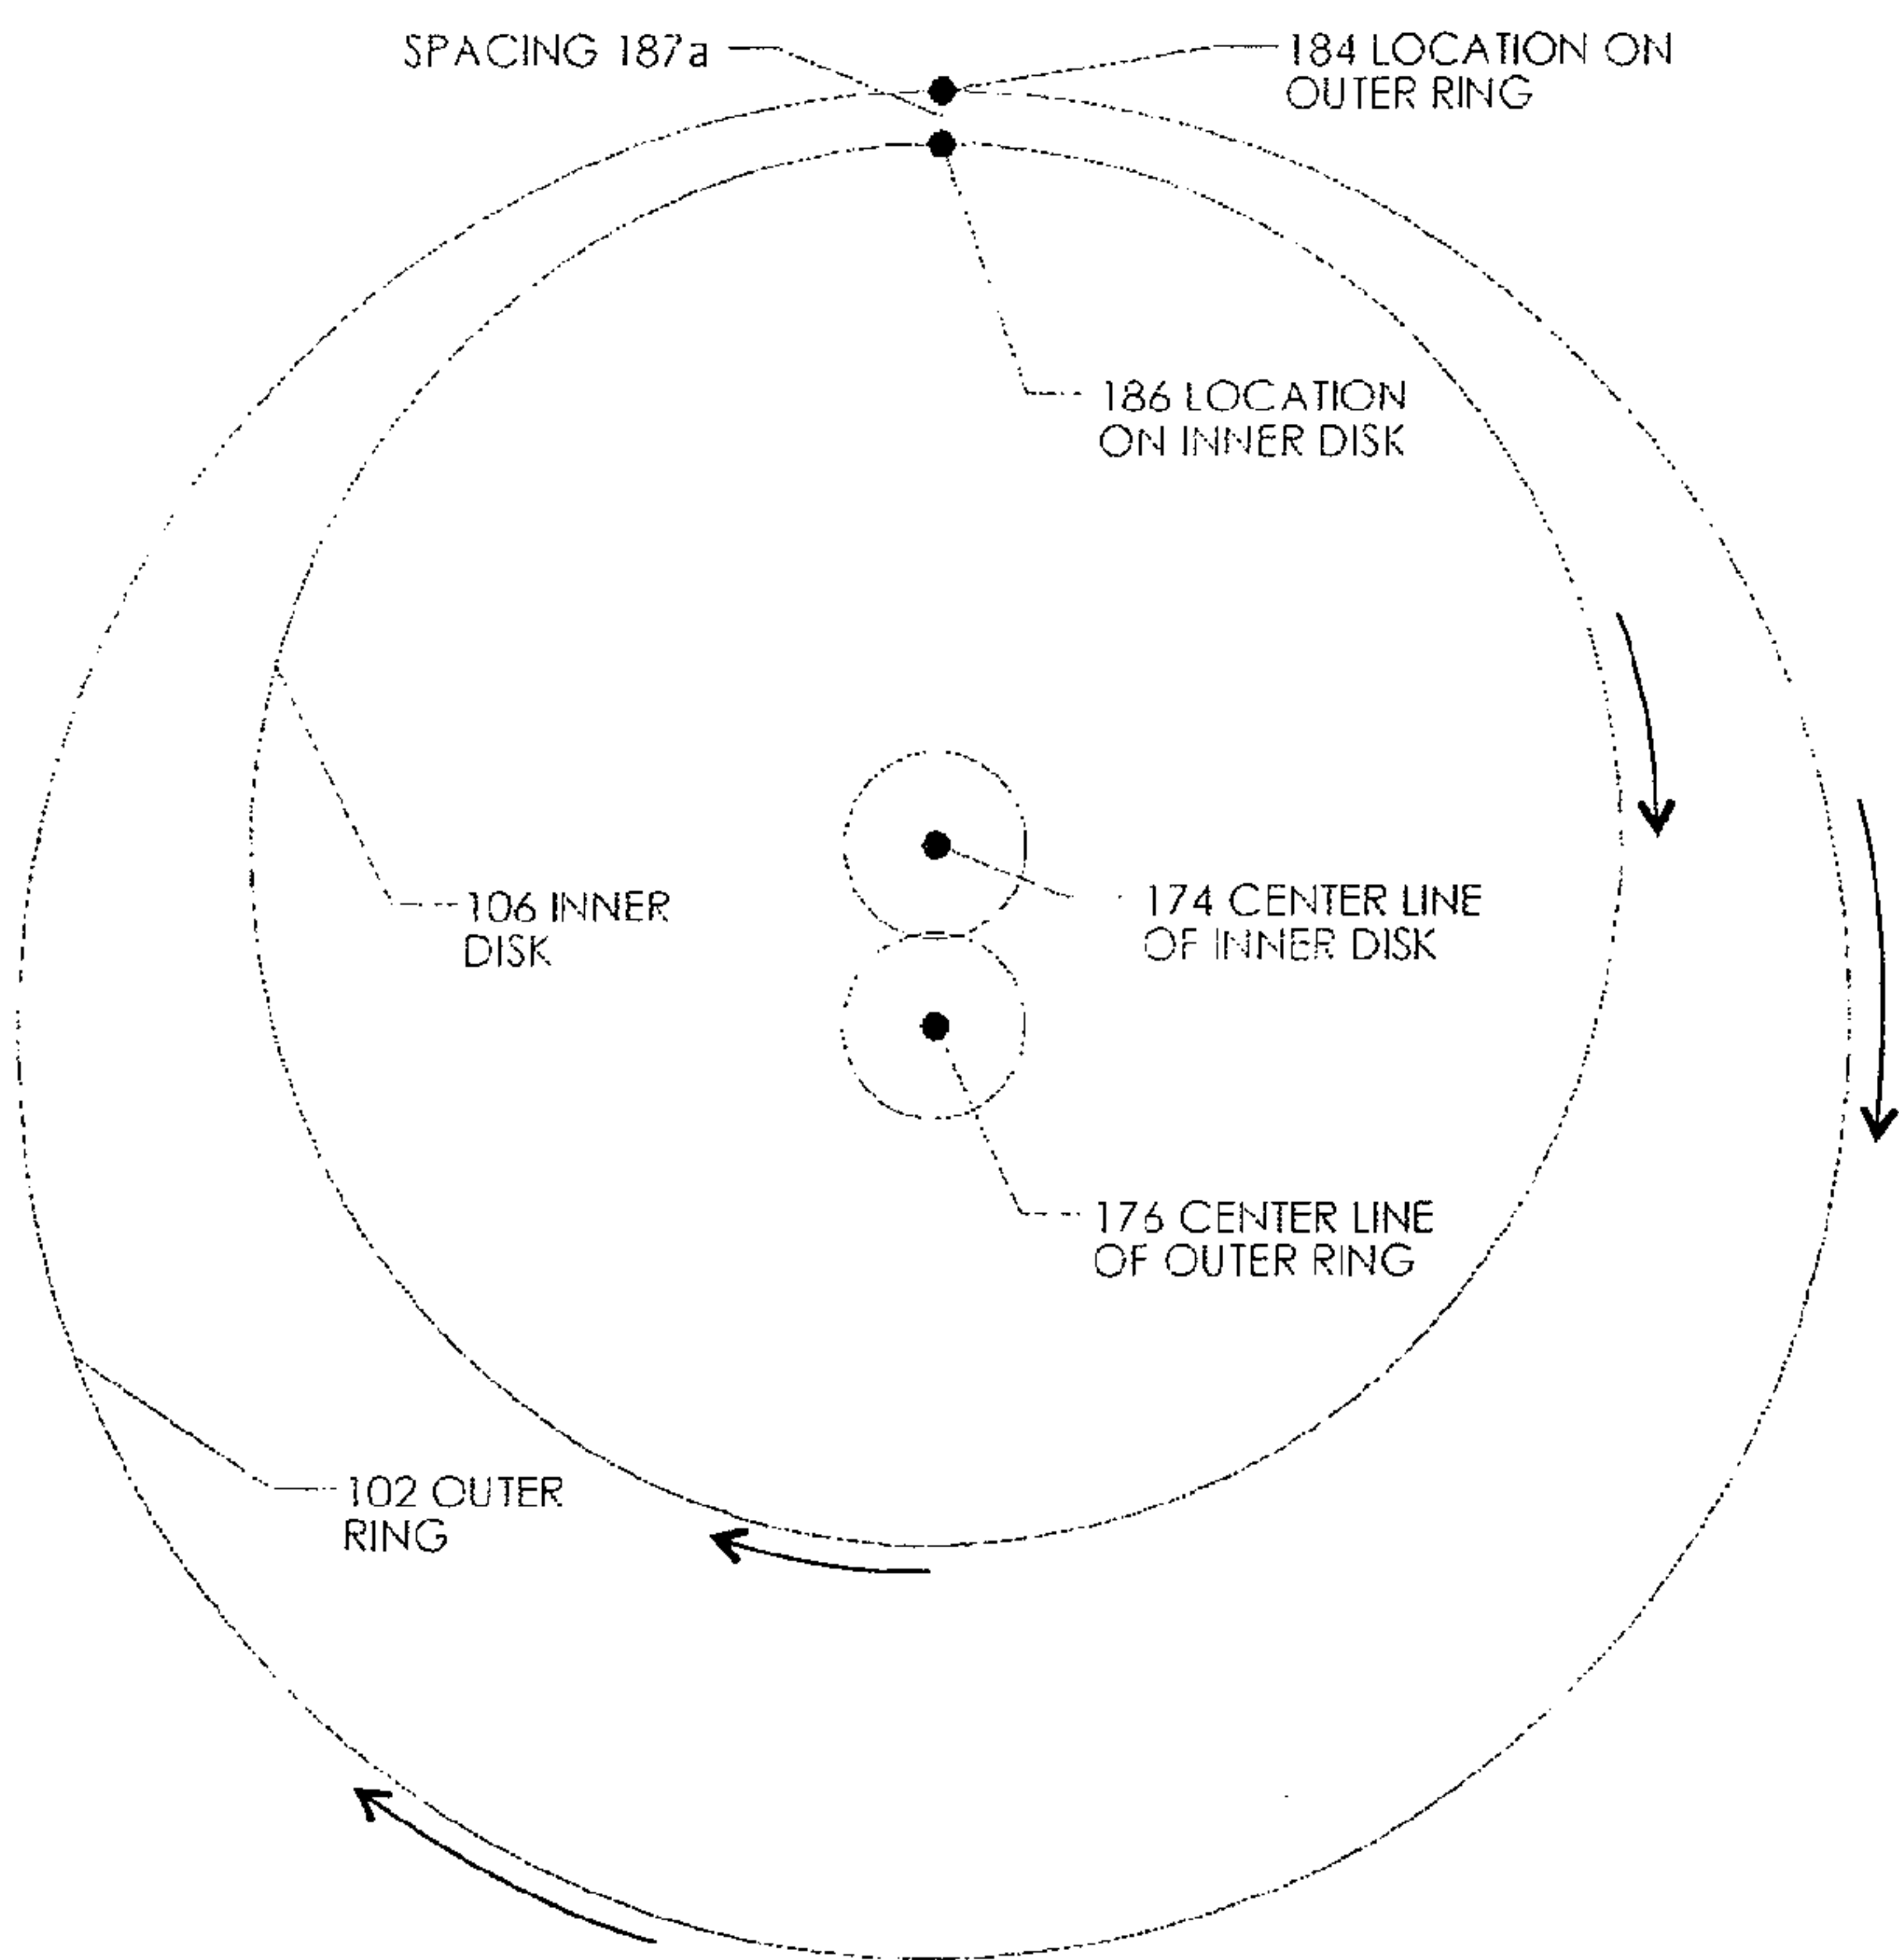 SPACING 187a
184 LOCATION ON
OUTER RING
186 LOCATION
ON INNER DISK
106 INNER
DISK
174 CENTER LINE
OF INNER DISK
176 CENTER LINE
OF OUTER RING
102 OUTER
RING